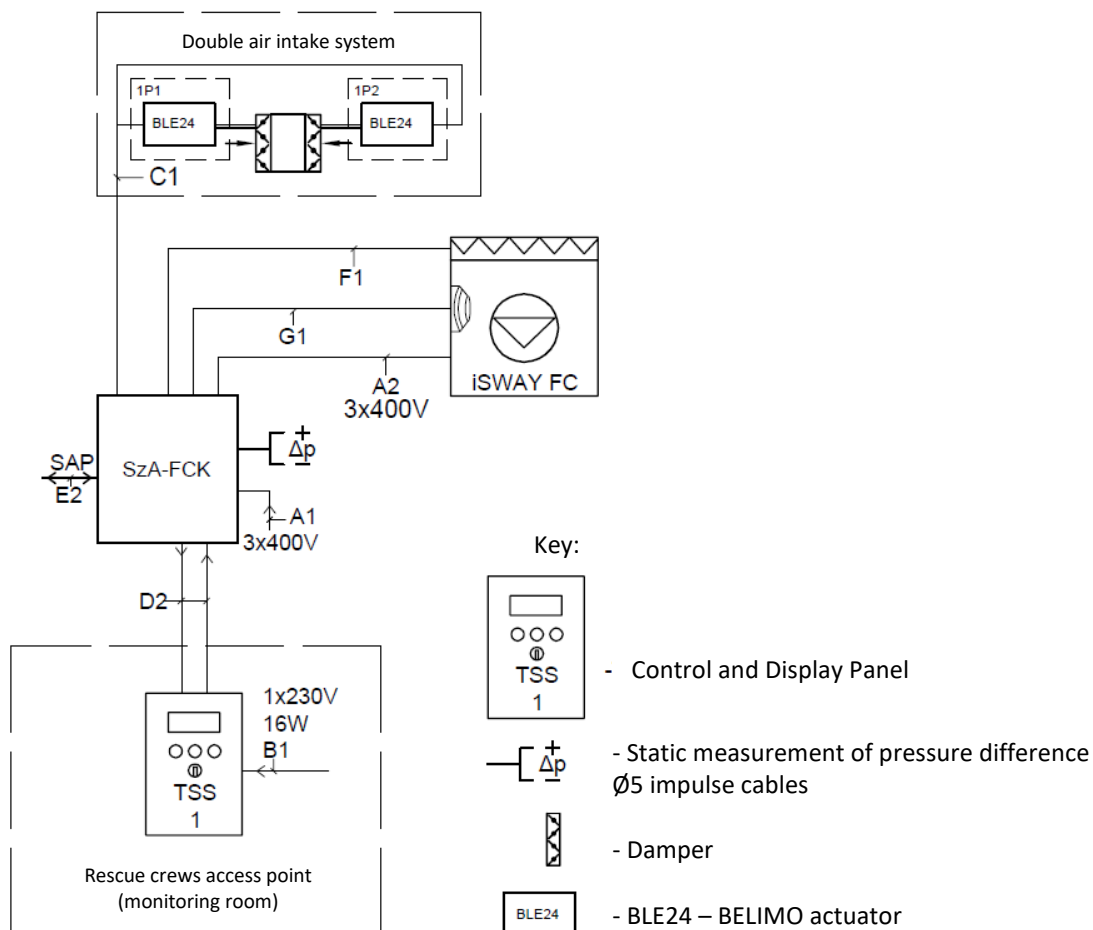 Double air intake system
1P1
1P2
BLE24
BLE24
C1
F1
G1
A2
3x400V
iSWAY FC
SAP
E2
SzA-FCK
+
Δp
–
A1
3x400V
D2
1x230V
16W
B1
TSS
1
Rescue crews access point
(monitoring room)
Key:
TSS
1
- Control and Display Panel
+
Δp
–
- Static measurement of pressure difference
Ø5 impulse cables
- Damper
BLE24
- BLE24 – BELIMO actuator